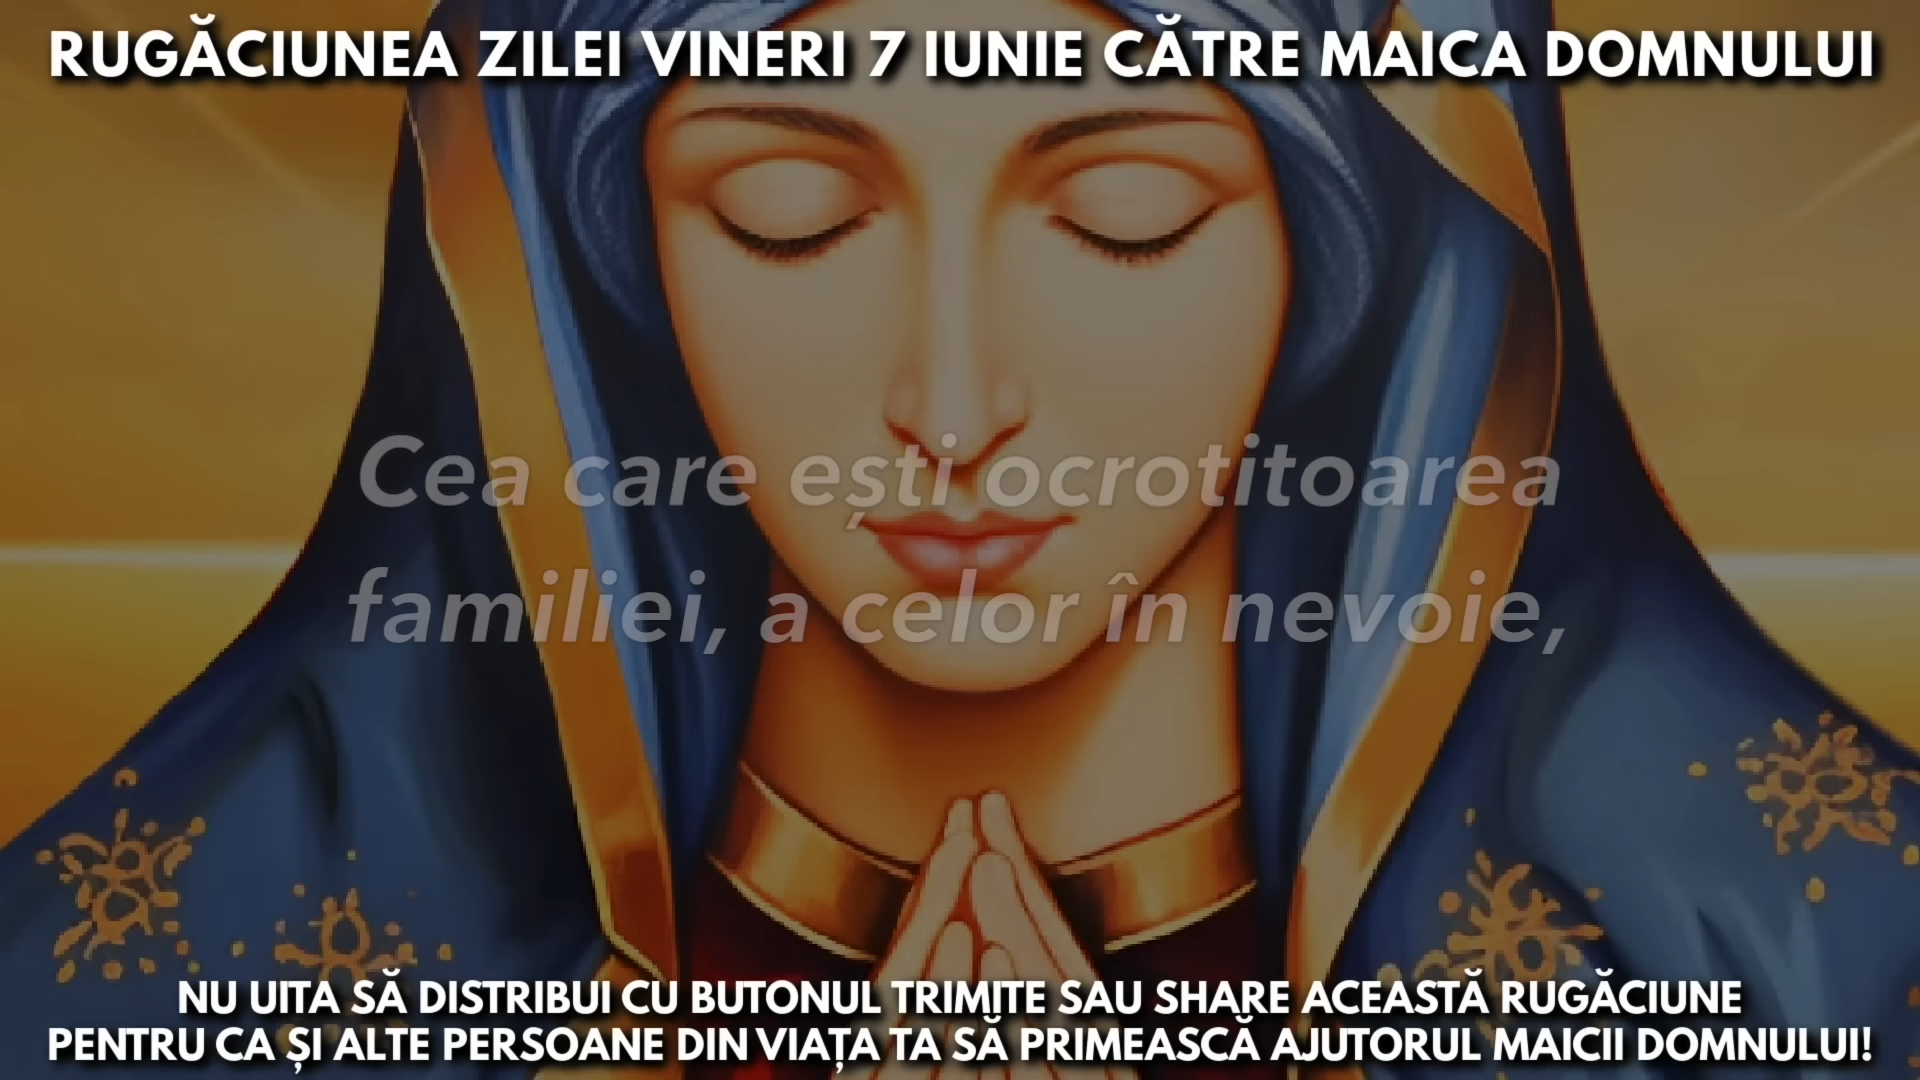 RUGĂCIUNEA ZILEI VINERI 7 IUNIE CĂTRE MAICA DOMNULUI
Cea care ești ocrotitoarea
familiei, a celor în nevoie,
NU UITA SĂ DISTRIBUI CU BUTONUL TRIMITE SAU SHARE ACEASTĂ RUGĂCIUNE
PENTRU CA ȘI ALTE PERSOANE DIN VIAȚA TA SĂ PRIMEASCĂ AJUTORUL MAICII DOMNULUI!